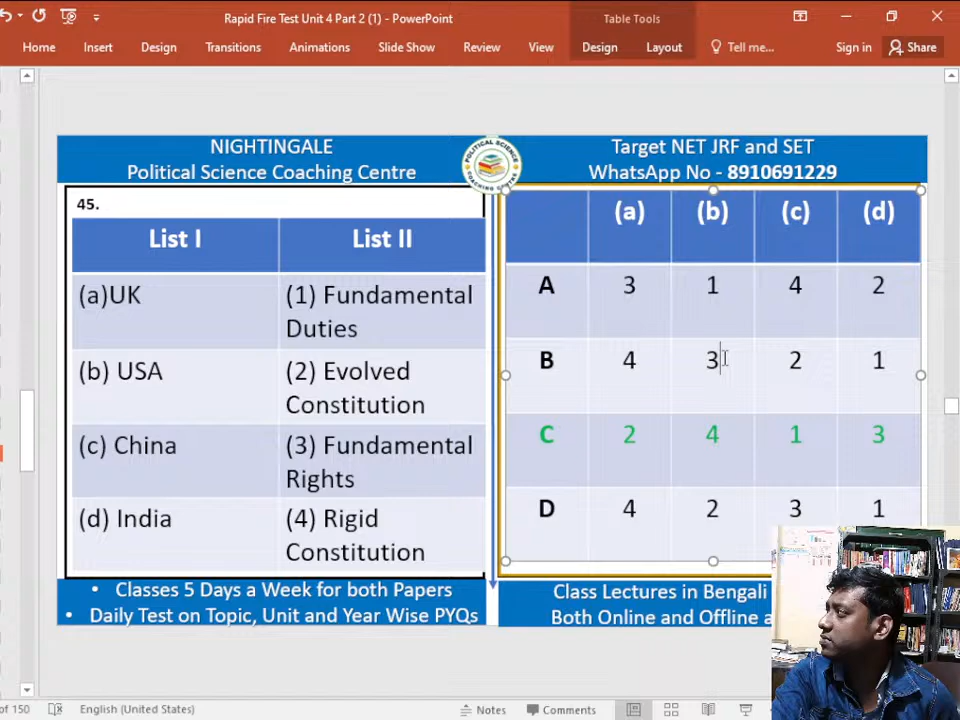 Rapid Fire Test Unit 4 Part 2 (1) - PowerPoint
Table Tools
Home Insert Design Transitions Animations Slide Show Review View Design Layout Tell me... Sign in Share
NIGHTINGALE
Political Science Coaching Centre
POLITICAL SCIENCE
COACHING CENTRE
Target NET JRF and SET
WhatsApp No - 8910691229
45.
List I List II
(a)UK (1) Fundamental
Duties
(b) USA (2) Evolved
Constitution
(c) China (3) Fundamental
Rights
(d) India (4) Rigid
Constitution
(a) (b) (c) (d)
A 3 1 4 2
B 4 3 2 1
C 2 4 1 3
D 4 2 3 1
• Classes 5 Days a Week for both Papers
• Daily Test on Topic, Unit and Year Wise PYQs
Class Lectures in Bengali
Both Online and Offline a
of 150 English (United States) Notes Comments